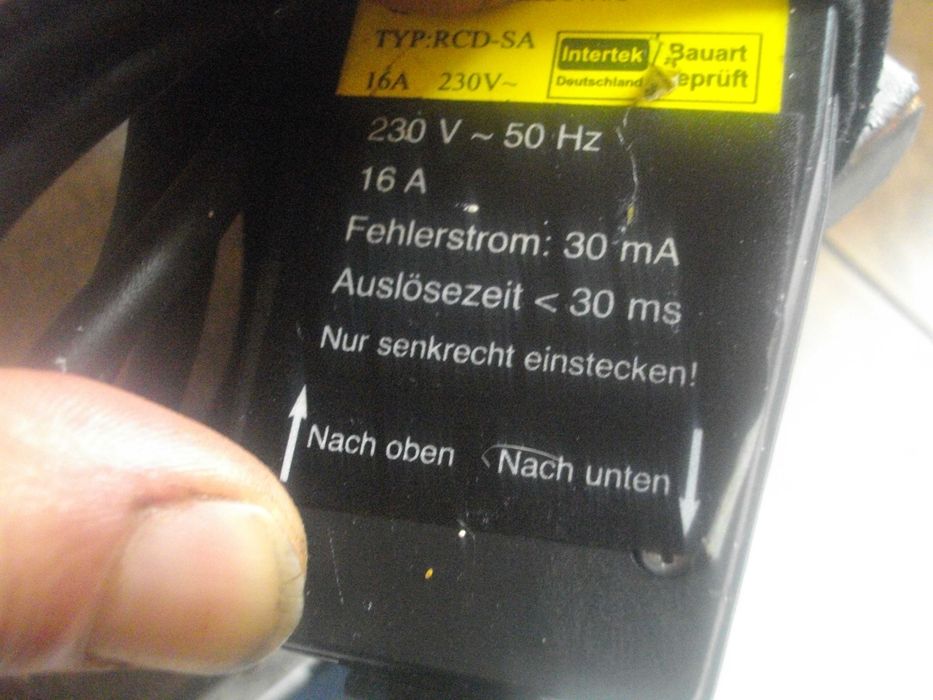 TYP:RCD-SA
16A 230V~
Intertek
Deutschland
Bauart
geprüft
230 V ~ 50 Hz
16 A
Fehlerstrom: 30 mA
Auslösezeit < 30 ms
Nur senkrecht einstecken!
Nach oben Nach unten